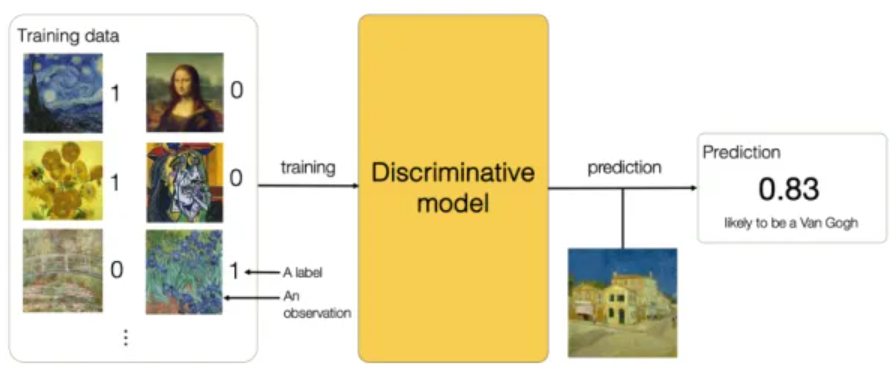 Training data
1
0
1
0
0
1
A label
An
observation
⋮
training
Discriminative
model
prediction
Prediction
0.83
likely to be a Van Gogh